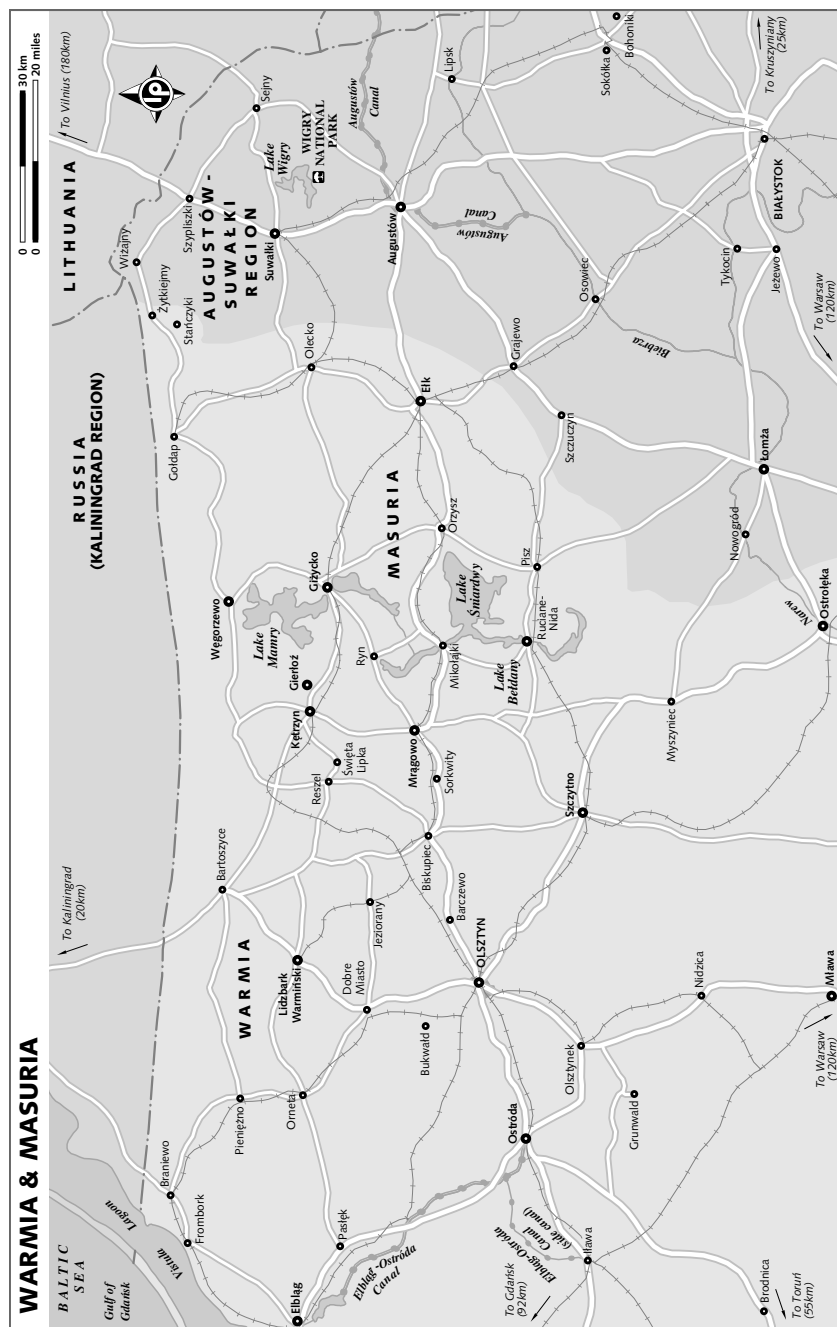 WARMIA & MASURIA
0 30 km
0 20 miles
BALTIC
SEA
Gulf of
Gdańsk
Vistula
Lagoon
To Kaliningrad
(20km)
RUSSIA
(KALININGRAD REGION)
LITHUANIA
To Vilnius (180km)
LP
Braniewo
Frombork
Elbląg
Pasłęk
Pieniężno
Orneta
Elbląg-Ostróda
Canal
WARMIA
Bartoszyce
Lidzbark
Warmiński
Dobre
Miasto
Jeziorany
Bukwałd
Barczewo
Biskupiec
OLSZTYN
Reszel
Święta
Lipka
Kętrzyn
Gierłoż
Węgorzewo
Lake
Mamry
Giżycko
Ryn
Mrągowo
Sorkwity
Mikołajki
Lake
Śniardwy
MASURIA
Orzysz
Lake
Bełdany
Ruciane-
Nida
Pisz
Gołdap
Olecko
Ełk
Stańczyki
Żytkiejmy
Wiżajny
Szypliszki
AUGUSTÓW-
SUWAŁKI
REGION
Suwałki
Sejny
Lake
Wigry
WIGRY
NATIONAL
PARK
Augustów
Canal
Augustów
Augustów
Canal
Lipsk
Sokółka
Bohoniki
To Kruszyniany
(25km)
Grajewo
Osowiec
Szczuczyn
Biebrza
Tykocin
Jeżewo
BIAŁYSTOK
To Warsaw
(120km)
Łomża
Nowogród
Narew
Ostrołęka
Myszyniec
Szczytno
Ostróda
Olsztynek
Grunwald
Nidzica
Mława
To Warsaw
(120km)
Elbląg-Ostróda
Canal
(side canal)
Iława
To Gdańsk
(92km)
Brodnica
To Toruń
(55km)